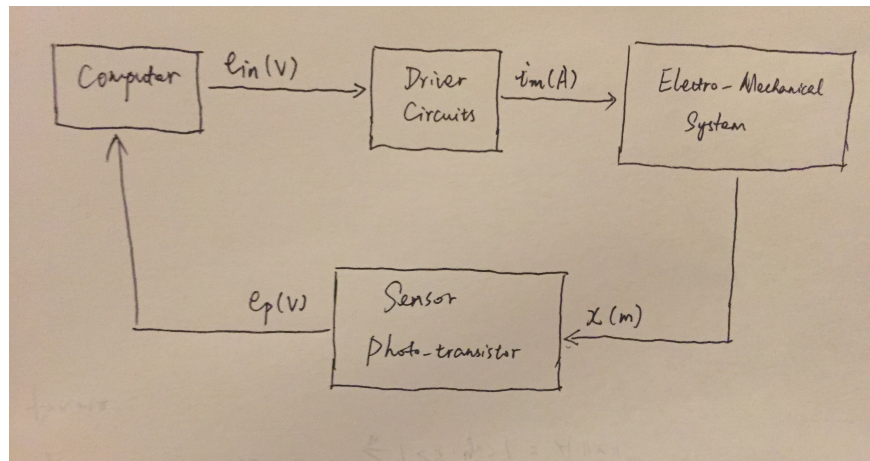 Computer
ein(V)
Driver
Circuits
im(A)
Electro-Mechanical
System
ep(V)
Sensor
Photo-transistor
x(m)